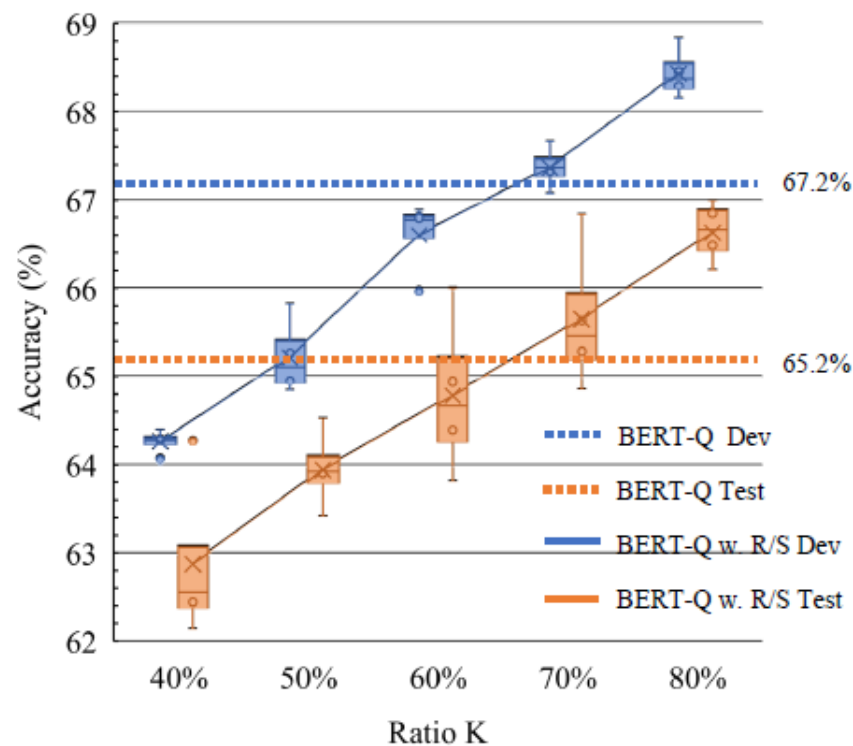 69
68
67
66
65
64
63
62
Accuracy (%)
67.2%
65.2%
BERT-Q Dev
BERT-Q Test
BERT-Q w. R/S Dev
BERT-Q w. R/S Test
40% 50% 60% 70% 80%
Ratio K